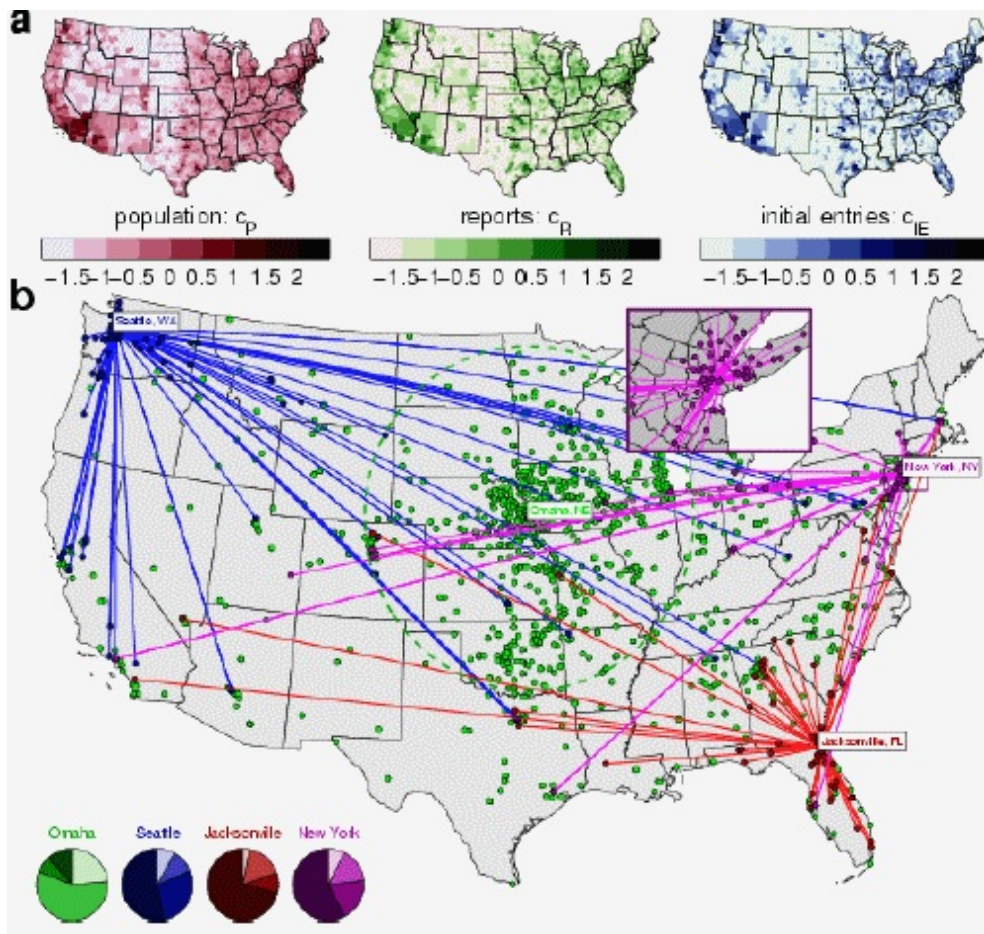 a
population: cP
reports: cR
initial entries: cIE
−1.5−1−0.5 0 0.5 1 1.5 2
−1.5−1−0.5 0 0.5 1 1.5 2
−1.5−1−0.5 0 0.5 1 1.5 2
b
Seattle, WA
New York, NY
Omaha, NE
Jacksonville, FL
Omaha
Seattle
Jacksonville
New York